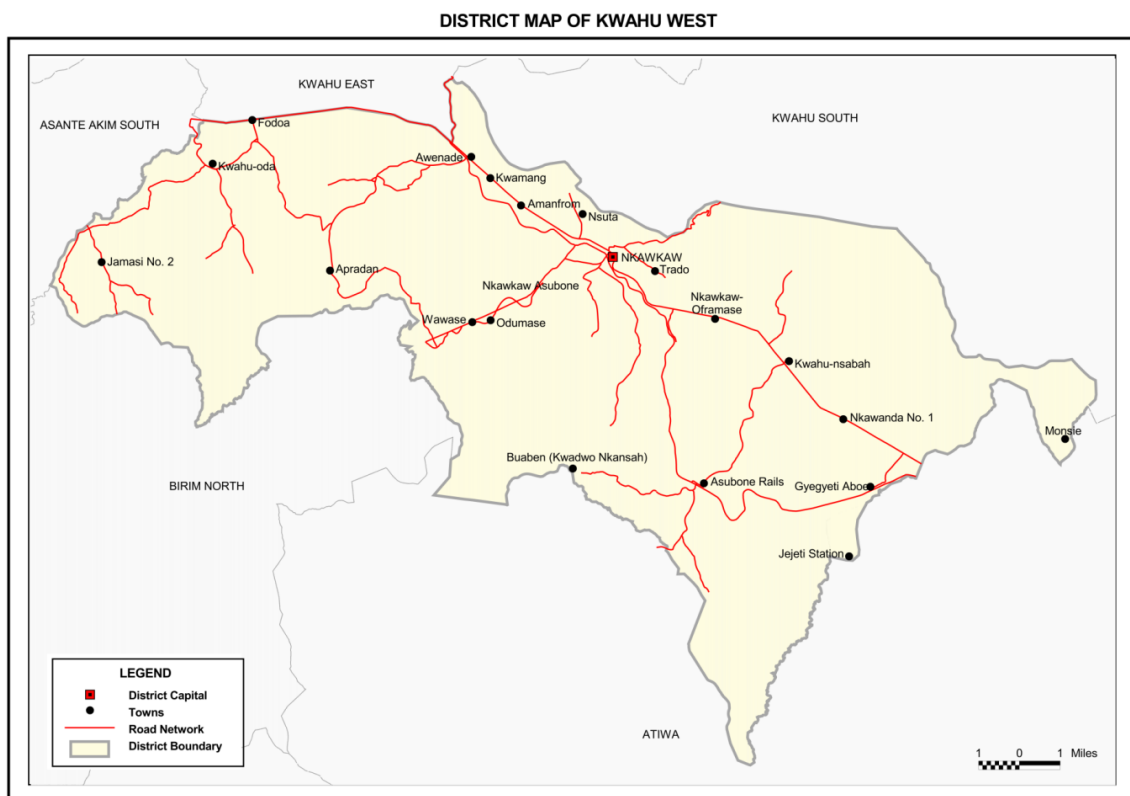 DISTRICT MAP OF KWAHU WEST
KWAHU EAST
KWAHU SOUTH
ASANTE AKIM SOUTH
Fodoa
Awenade
Kwahu-oda
Kwamang
Amanfrom
Nsuta
NKAWKAW
Jamasi No. 2
Apradan
Trado
Nkawkaw Asubone
Nkawkaw-
Oframase
Wawase
Odumase
Kwahu-nsabah
Nkawanda No. 1
Monsie
Buaben (Kwadwo Nkansah)
BIRIM NORTH
Asubone Rails
Gyegyeti Aboe
Jejeti Station
LEGEND
District Capital
Towns
Road Network
District Boundary
ATIWA
1 0 1 Miles